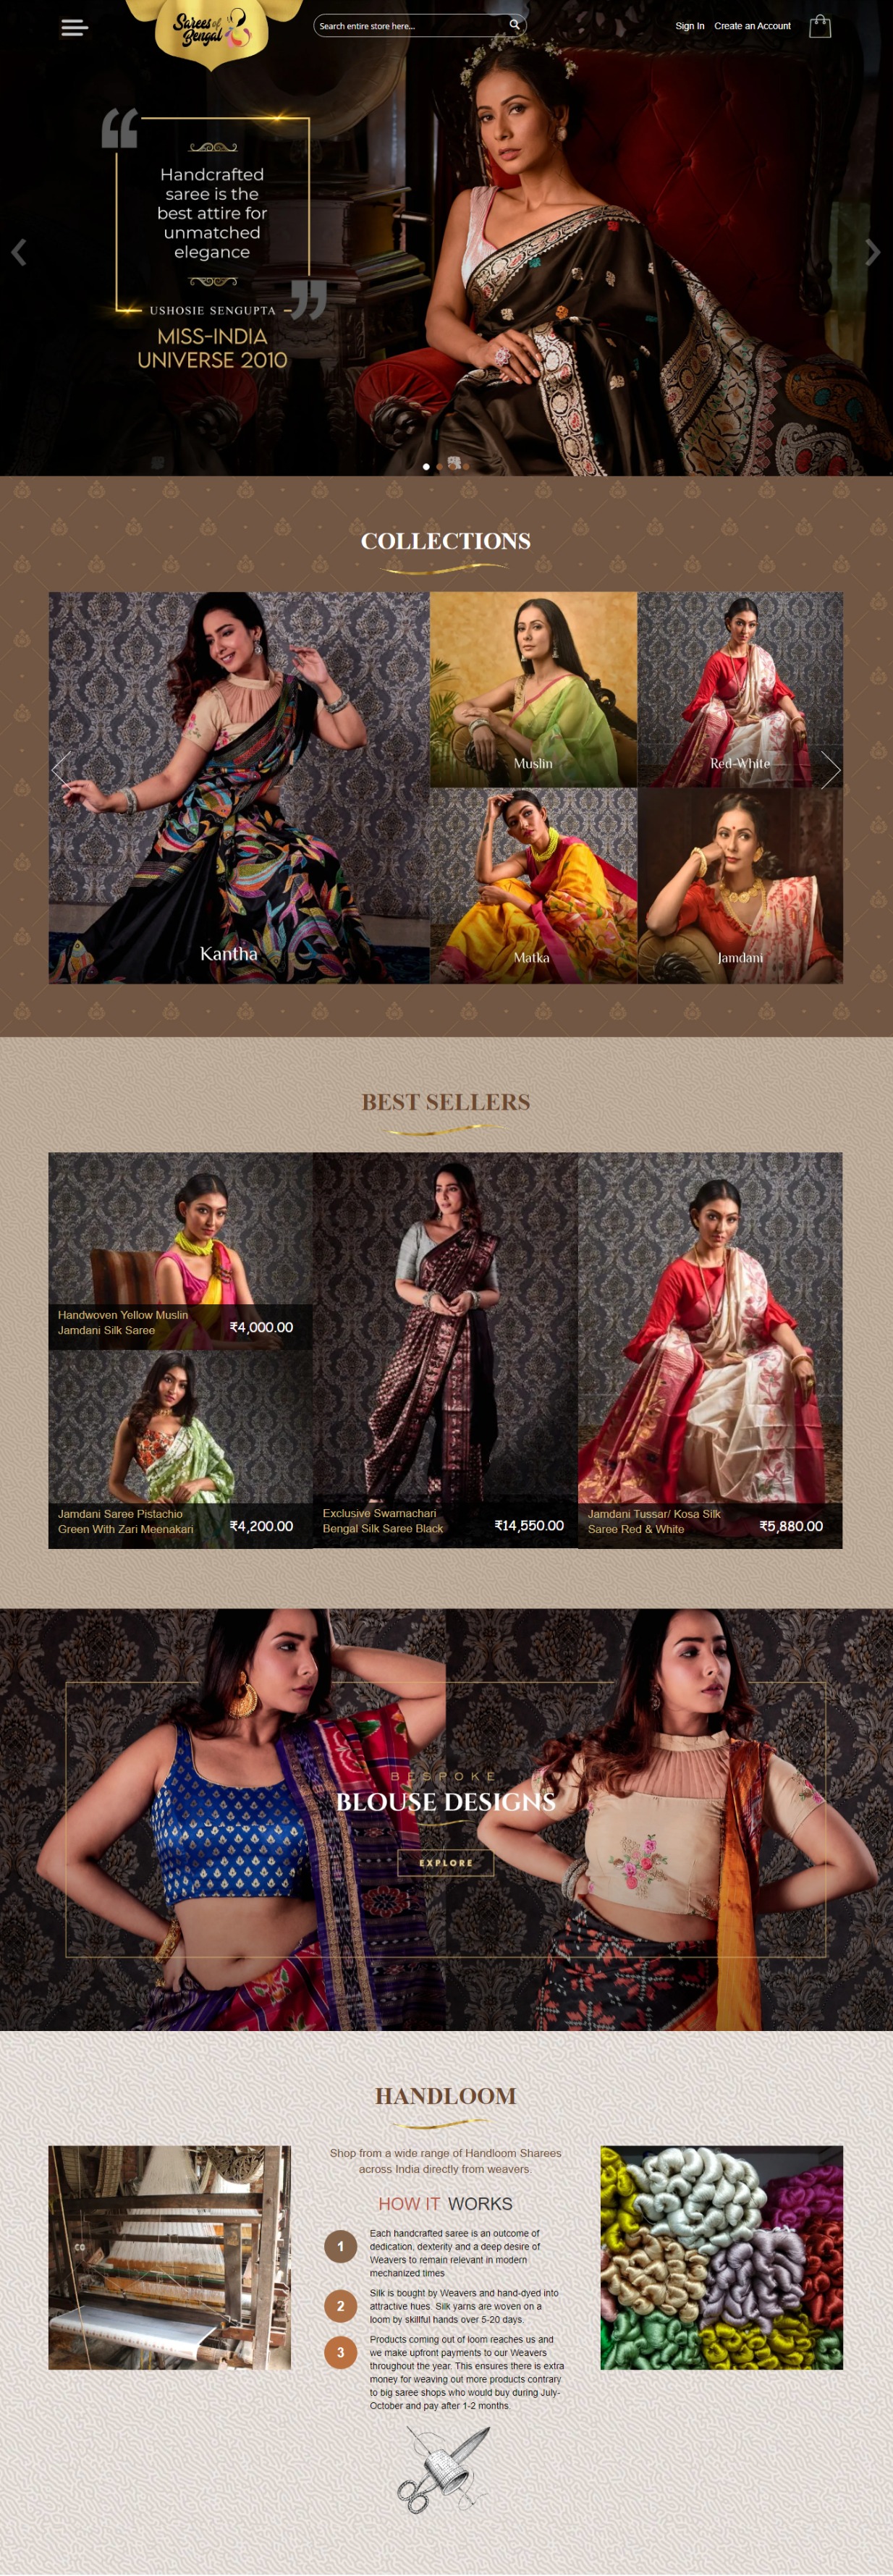 Sarees of
Bengal
Search entire store here...
Sign In
Create an Account
Handcrafted
saree is the
best attire for
unmatched
elegance
USHOSIE SENGUPTA
MISS-INDIA
UNIVERSE 2010
COLLECTIONS
Kantha
Muslin
Red-White
Matka
Jamdani
BEST SELLERS
Handwoven Yellow Muslin
Jamdani Silk Saree
₹4,000.00
Jamdani Saree Pistachio
Green With Zari Meenakari
₹4,200.00
Exclusive Swarnachari
Bengal Silk Saree Black
₹14,550.00
Jamdani Tussar/ Kosa Silk
Saree Red & White
₹5,880.00
BESPOKE
BLOUSE DESIGNS
EXPLORE
HANDLOOM
Shop from a wide range of Handloom Sharees
across India directly from weavers
HOW IT WORKS
1
Each handcrafted saree is an outcome of
dedication, dexterity and a deep desire of
Weavers to remain relevant in modern
mechanized times
2
Silk is bought by Weavers and hand-dyed into
attractive hues. Silk yarns are woven on a
loom by skillful hands over 5-20 days.
3
Products coming out of loom reaches us and
we make upfront payments to our Weavers
throughout the year. This ensures there is extra
money for weaving out more products contrary
to big saree shops who would buy during July-
October and pay after 1-2 months.